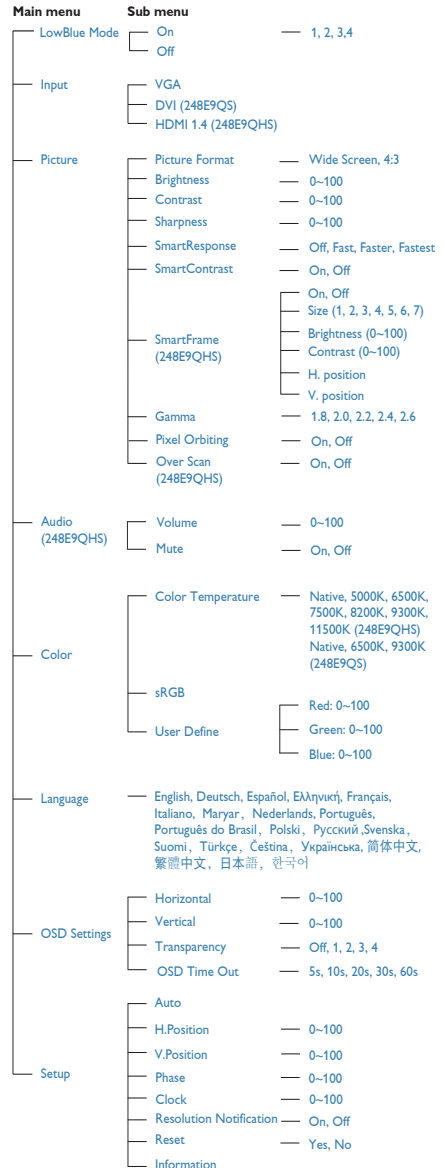 Main menu Sub menu
LowBlue Mode On 1, 2, 3,4
Off
Input VGA
DVI (248E9QS)
HDMI 1.4 (248E9QHS)
Picture Picture Format Wide Screen, 4:3
Brightness 0~100
Contrast 0~100
Sharpness 0~100
SmartResponse Off, Fast, Faster, Fastest
SmartContrast On, Off
SmartFrame
(248E9QHS)
On, Off
Size (1, 2, 3, 4, 5, 6, 7)
Brightness (0~100)
Contrast (0~100)
H. position
V. position
Gamma 1.8, 2.0, 2.2, 2.4, 2.6
Pixel Orbiting On, Off
Over Scan On, Off
(248E9QHS)
Audio Volume 0~100
(248E9QHS)
Mute On, Off
Color
Color Temperature Native, 5000K, 6500K,
7500K, 8200K, 9300K,
11500K (248E9QHS)
Native, 6500K, 9300K
(248E9QS)
sRGB
User Define
Red: 0~100
Green: 0~100
Blue: 0~100
Language English, Deutsch, Español, Ελληνική, Français,
Italiano, Maryar, Nederlands, Português,
Português do Brasil, Polski, Русский ,Svenska,
Suomi, Türkçe, Čeština, Українська, 简体中文,
繁體中文, 日本語, 한국어
OSD Settings
Horizontal 0~100
Vertical 0~100
Transparency Off, 1, 2, 3, 4
OSD Time Out 5s, 10s, 20s, 30s, 60s
Setup
Auto
H.Position 0~100
V.Position 0~100
Phase 0~100
Clock 0~100
Resolution Notification On, Off
Reset Yes, No
Information